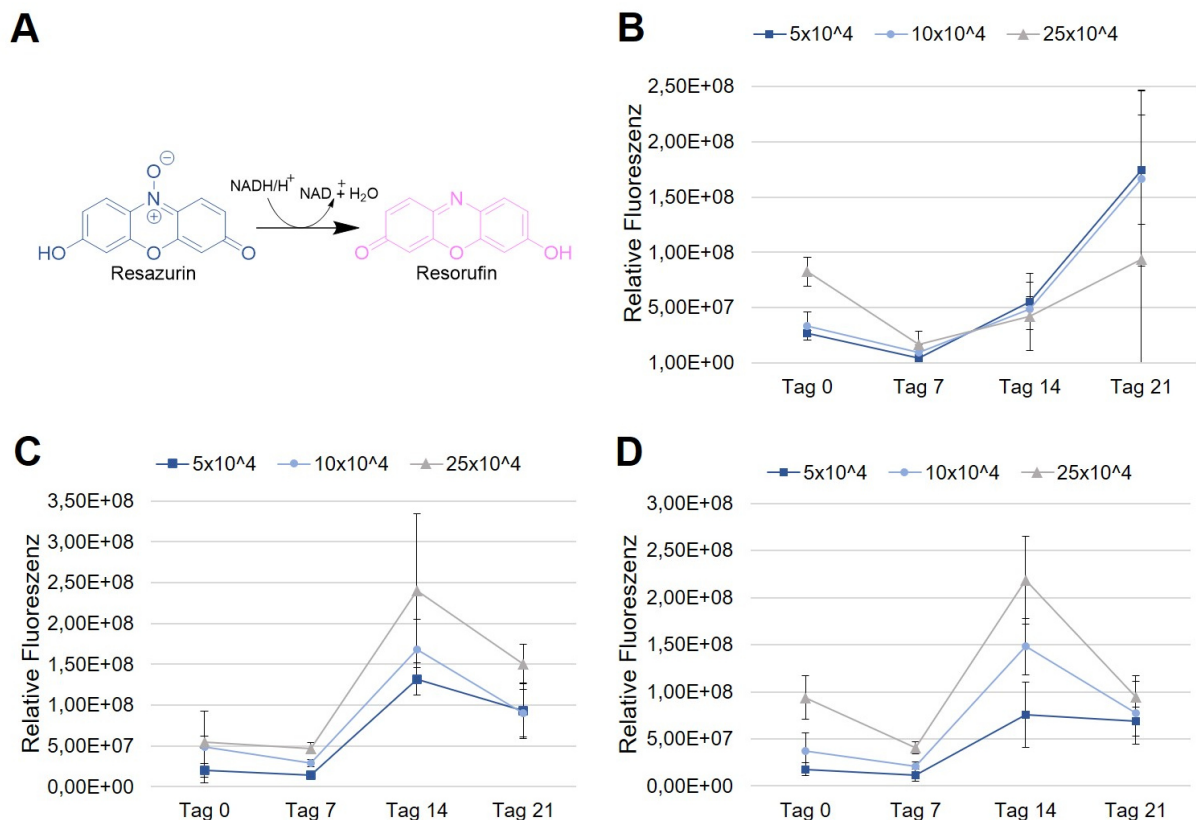 A
O
⊖
N
⊕
HO
O
O
Resazurin
NADH/H+
NAD+ + H2O
N
O
O
OH
Resorufin
B
5x10^4 10x10^4 25x10^4
Relative Fluoreszenz
2,50E+08
2,00E+08
1,50E+08
1,00E+08
5,00E+07
1,00E+00
Tag 0 Tag 7 Tag 14 Tag 21
C
5x10^4 10x10^4 25x10^4
Relative Fluoreszenz
3,50E+08
3,00E+08
2,50E+08
2,00E+08
1,50E+08
1,00E+08
5,00E+07
0,00E+00
Tag 0 Tag 7 Tag 14 Tag 21
D
5x10^4 10x10^4 25x10^4
Relative Fluoreszenz
3,00E+08
2,50E+08
2,00E+08
1,50E+08
1,00E+08
5,00E+07
0,00E+00
Tag 0 Tag 7 Tag 14 Tag 21